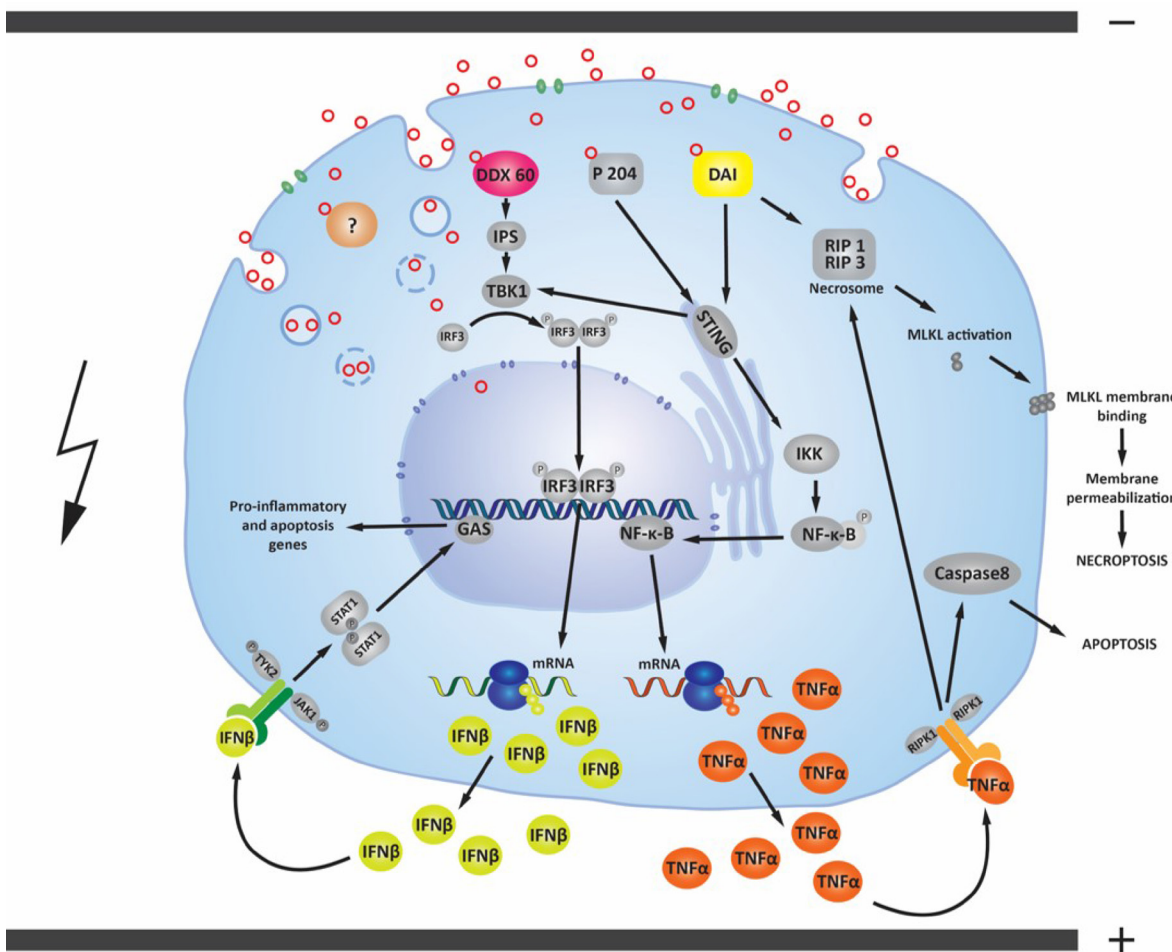 −
DDX 60
P 204
DAI
?
IPS
RIP 1
RIP 3
Necrosome
TBK1
STING
IRF3
P
IRF3
IRF3
P
MLKL activation
MLKL membrane
binding
IKK
P
IRF3
IRF3
P
Membrane
permeabilization
Pro-inflammatory
and apoptosis
genes
GAS
NF-κ-B
NF-κ-B
P
NECROPTOSIS
Caspase8
STAT1
P
P
STAT1
APOPTOSIS
P
TYK2
JAK1
P
mRNA
mRNA
TNFα
RIPK1
RIPK1
IFNβ
IFNβ
IFNβ
IFNβ
IFNβ
TNFα
TNFα
TNFα
TNFα
IFNβ
IFNβ
IFNβ
IFNβ
TNFα
TNFα
TNFα
TNFα
+